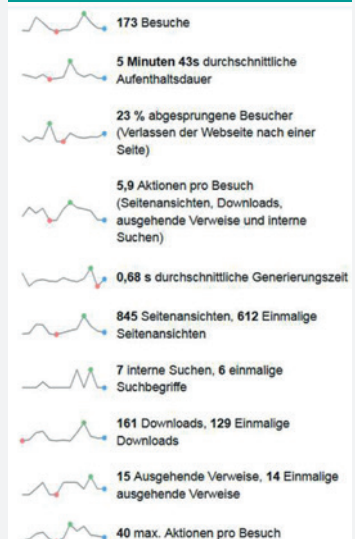 173 Besuche
5 Minuten 43s durchschnittliche
Aufenthaltsdauer
23 % abgesprungene Besucher
(Verlassen der Webseite nach einer
Seite)
5,9 Aktionen pro Besuch
(Seitenansichten, Downloads,
ausgehende Verweise und interne
Suchen)
0,68 s durchschnittliche Generierungszeit
845 Seitenansichten, 612 Einmalige
Seitenansichten
7 interne Suchen, 6 einmalige
Suchbegriffe
161 Downloads, 129 Einmalige
Downloads
15 Ausgehende Verweise, 14 Einmalige
ausgehende Verweise
40 max. Aktionen pro Besuch